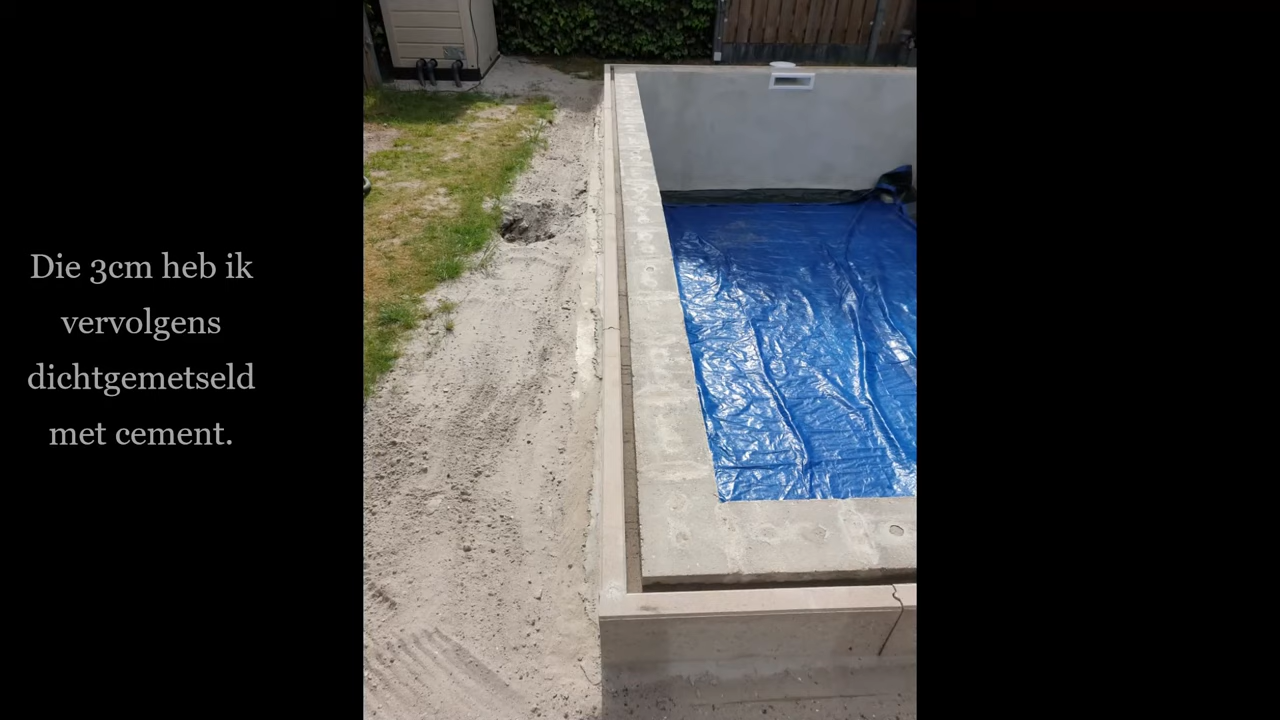 Die 3cm heb ik
vervolgens
dichtgemetseld
met cement.